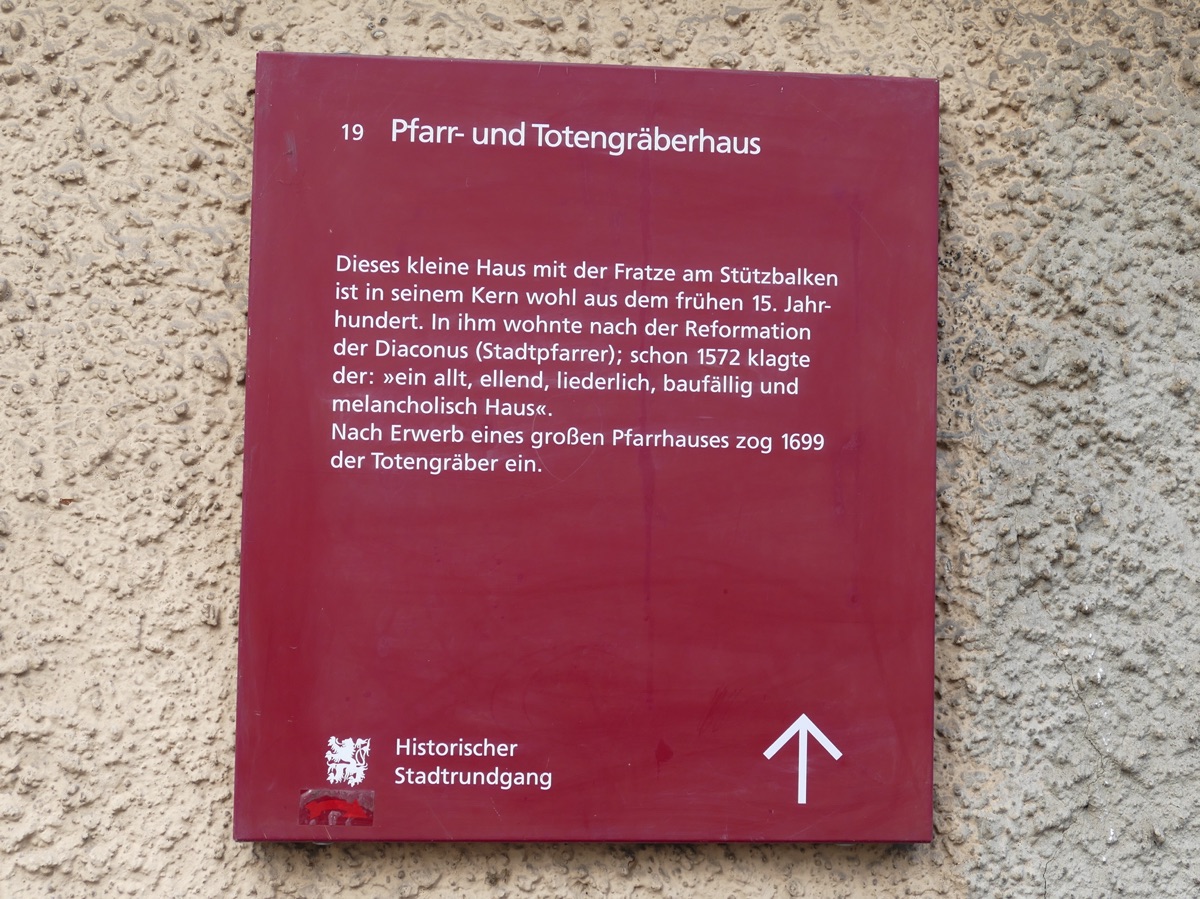 19 Pfarr- und Totengräberhaus
Dieses kleine Haus mit der Fratze am Stützbalken
ist in seinem Kern wohl aus dem frühen 15. Jahr-
hundert. In ihm wohnte nach der Reformation
der Diaconus (Stadtpfarrer); schon 1572 klagte
der: »ein allt, ellend, liederlich, baufällig und
melancholisch Haus«.
Nach Erwerb eines großen Pfarrhauses zog 1699
der Totengräber ein.
Historischer
Stadtrundgang